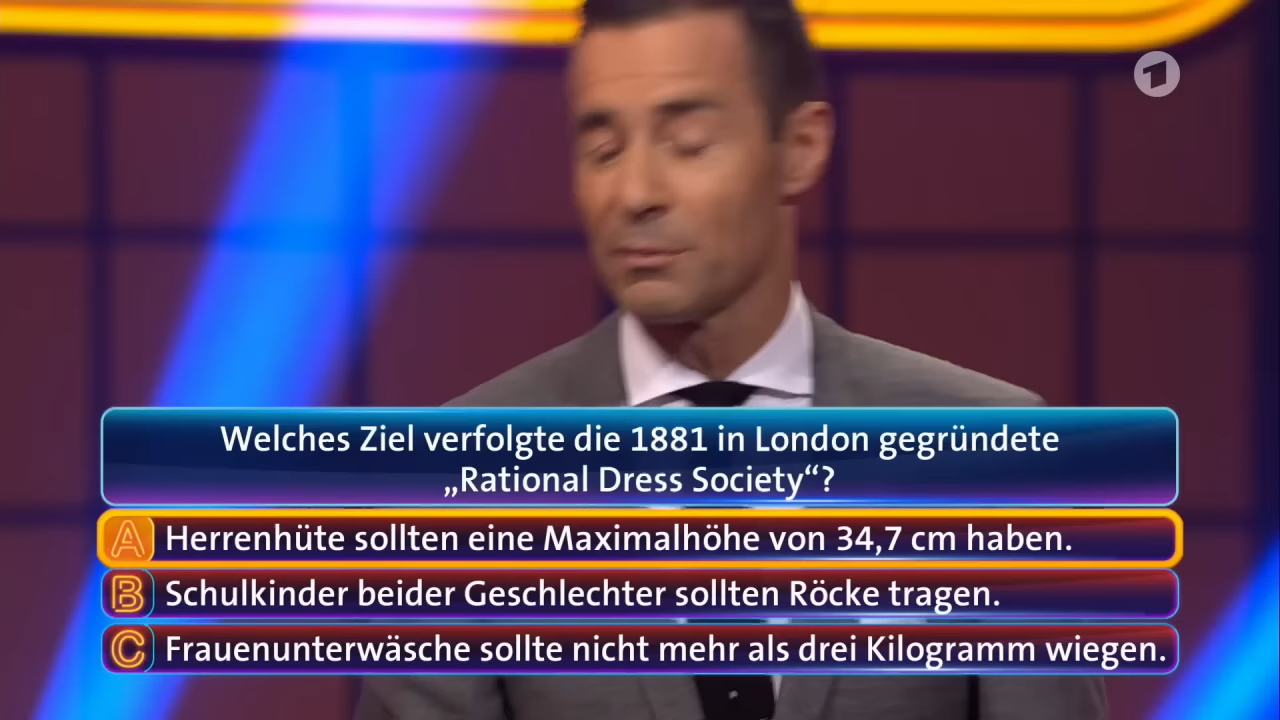 1
Welches Ziel verfolgte die 1881 in London gegründete
„Rational Dress Society“?
A Herrenhüte sollten eine Maximalhöhe von 34,7 cm haben.
B Schulkinder beider Geschlechter sollten Röcke tragen.
C Frauenunterwäsche sollte nicht mehr als drei Kilogramm wiegen.